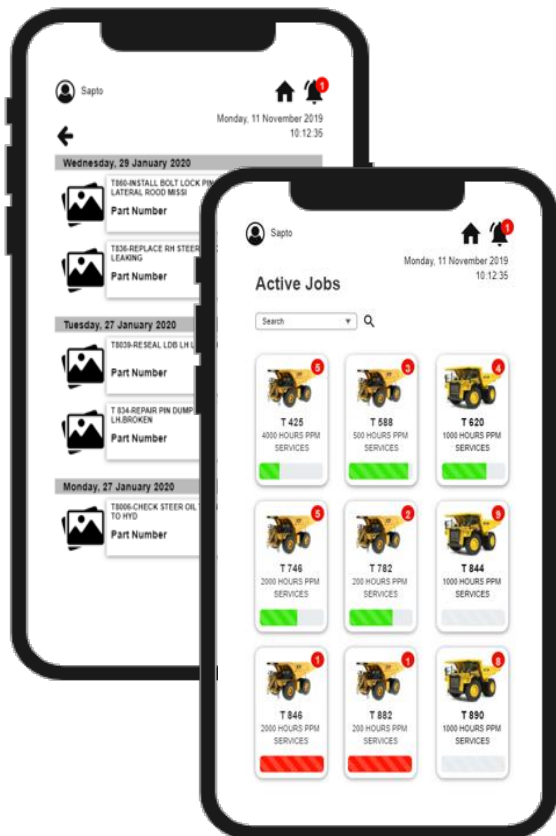 Sapto
1
Monday, 11 November 2019
10:12:35
Wednesday, 29 January 2020
T860-INSTALL BOLT LOCK PIN
LATERAL ROOD MISSI
Part Number
T836-REPLACE RH STEER
LEAKING
Part Number
Tuesday, 27 January 2020
T8039-RESEAL LDB LH L
Part Number
T 834-REPAIR PIN DUMP
LH.BROKEN
Part Number
Monday, 27 January 2020
T8006-CHECK STEER OIL
TO HYD
Part Number
Sapto
1
Monday, 11 November 2019
10:12:35
Active Jobs
Search
5
T 425
4000 HOURS PPM
SERVICES
3
T 588
500 HOURS PPM
SERVICES
4
T 620
1000 HOURS PPM
SERVICES
5
T 746
2000 HOURS PPM
SERVICES
2
T 782
200 HOURS PPM
SERVICES
9
T 844
1000 HOURS PPM
SERVICES
1
T 846
2000 HOURS PPM
SERVICES
1
T 882
200 HOURS PPM
SERVICES
8
T 890
1000 HOURS PPM
SERVICES